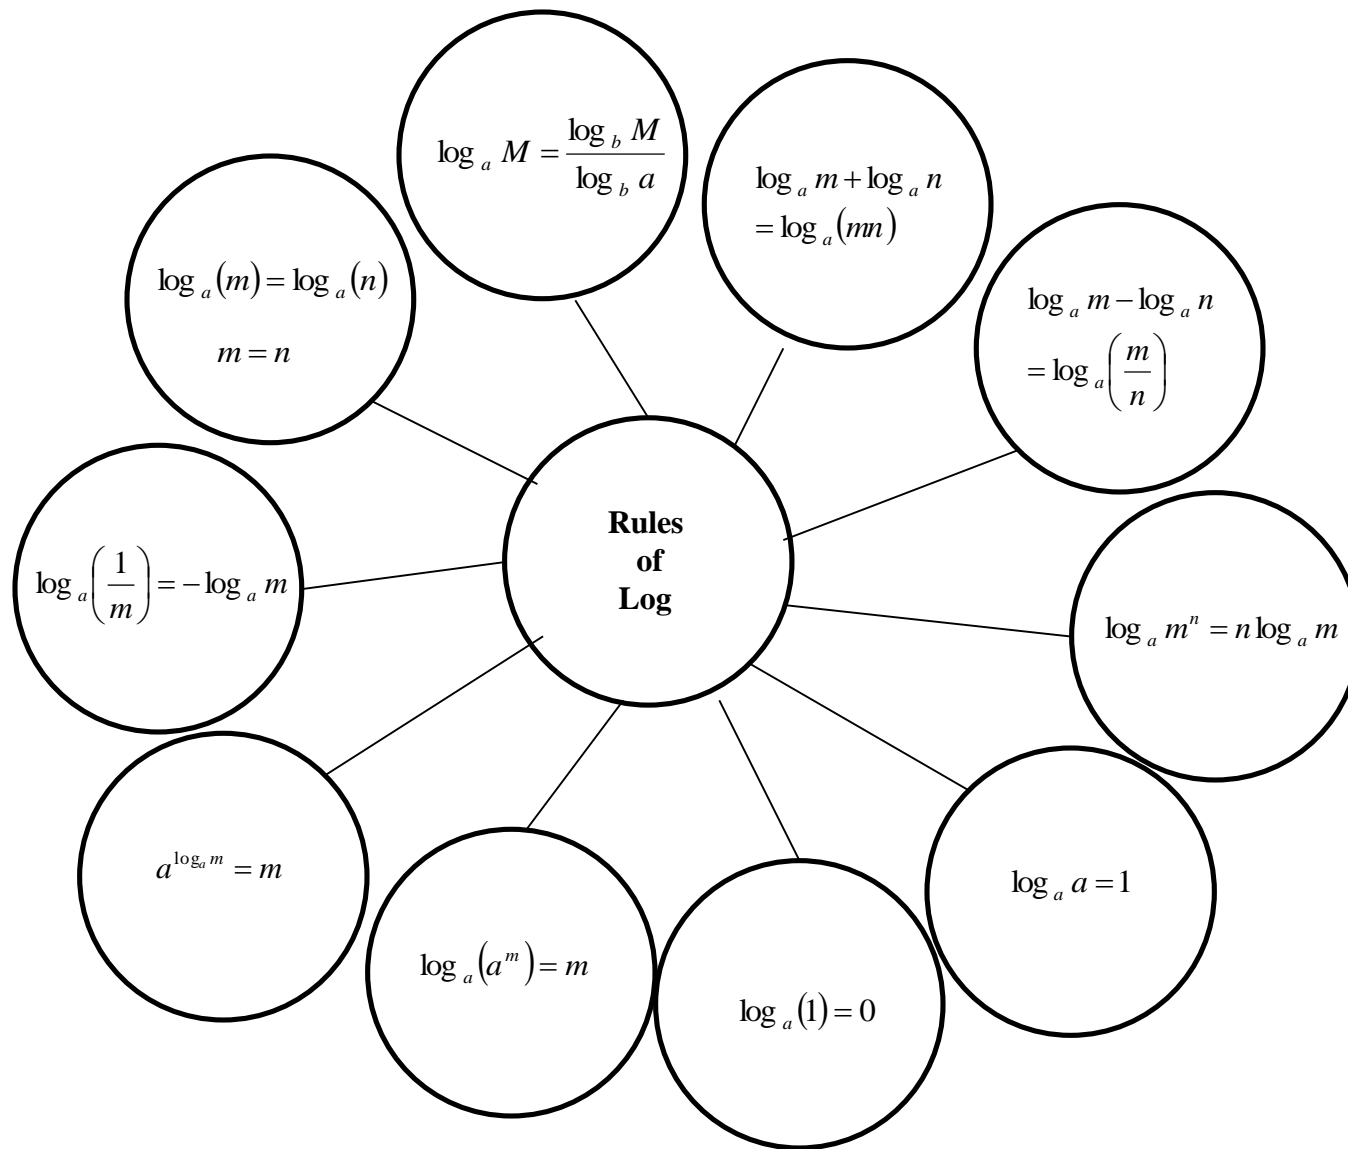 log_a M = log_b M / log_b a
log_a m + log_a n
= log_a(mn)
log_a(m) = log_a(n)
m = n
log_a m − log_a n
= log_a(m/n)
Rules
of
Log
log_a(1/m) = − log_a m
log_a m^n = n log_a m
a^(log_a m) = m
log_a a = 1
log_a(a^m) = m
log_a(1) = 0